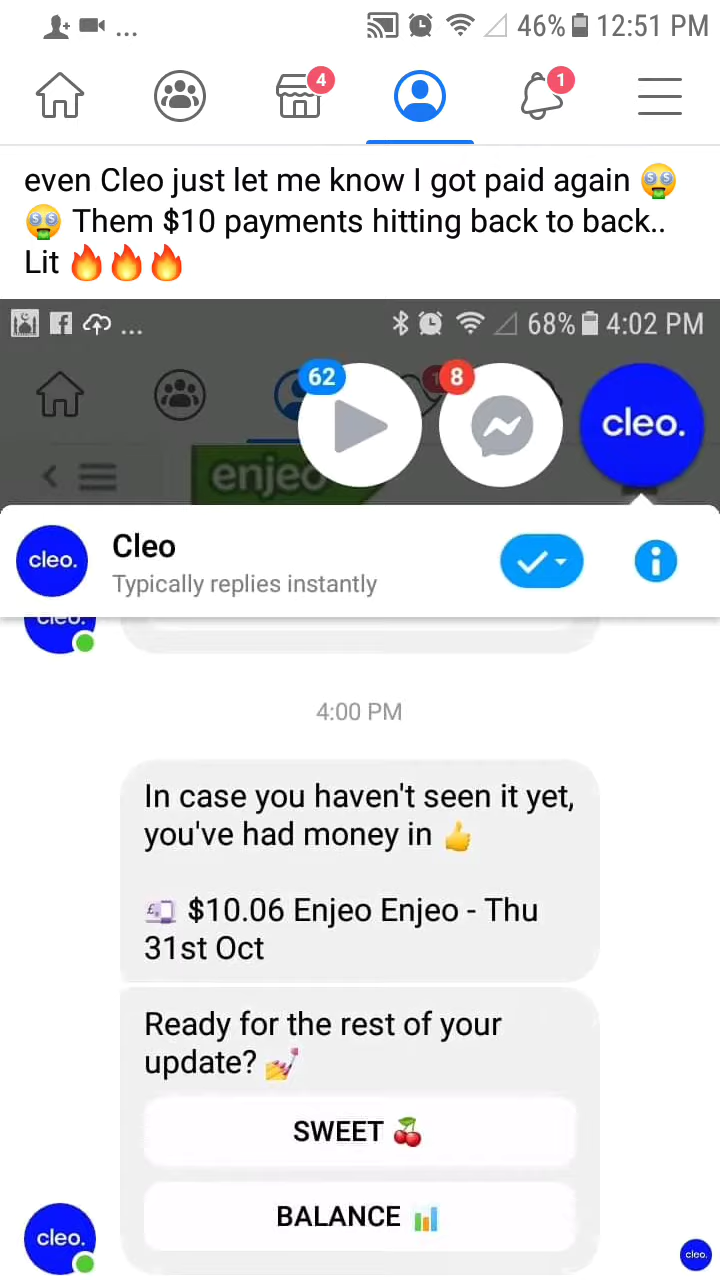 ... 46% 12:51 PM
4
1
even Cleo just let me know I got paid again 🤑
🤑 Them $10 payments hitting back to back..
Lit 🔥🔥🔥
... 68% 4:02 PM
62
8
cleo.
enjeo
cleo.
Cleo
Typically replies instantly
cleo.
4:00 PM
In case you haven't seen it yet,
you've had money in 👍
💷 $10.06 Enjeo Enjeo - Thu
31st Oct
Ready for the rest of your
update? 💅
SWEET 🍒
BALANCE 📊
cleo.
cleo.